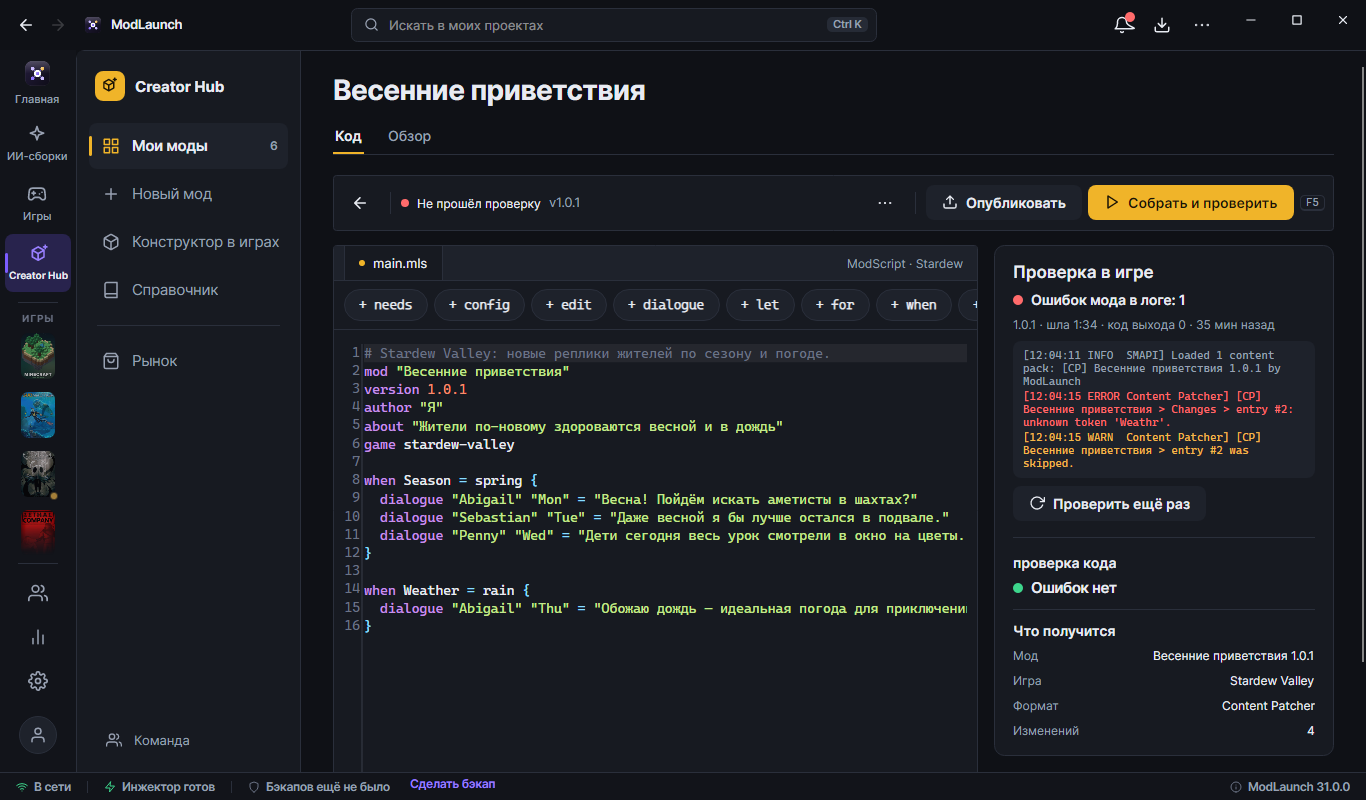 ModLaunch
Искать в моих проектах
Ctrl K
Главная
ИИ-сборки
Игры
Creator Hub
ИГРЫ
MINECRAFT
LETHAL COMPANY
Creator Hub
Мои моды 6
Новый мод
Конструктор в играх
Справочник
Рынок
Команда
Весенние приветствия
Код Обзор
Не прошёл проверку v1.0.1
Опубликовать
Собрать и проверить
F5
main.mls
ModScript · Stardew
+ needs + config + edit + dialogue + let + for + when +
1 # Stardew Valley: новые реплики жителей по сезону и погоде.
2 mod "Весенние приветствия"
3 version 1.0.1
4 author "Я"
5 about "Жители по-новому здороваются весной и в дождь"
6 game stardew-valley
7
8 when Season = spring {
9 dialogue "Abigail" "Mon" = "Весна! Пойдём искать аметисты в шахтах?"
10 dialogue "Sebastian" "Tue" = "Даже весной я бы лучше остался в подвале."
11 dialogue "Penny" "Wed" = "Дети сегодня весь урок смотрели в окно на цветы.
12 }
13
14 when Weather = rain {
15 dialogue "Abigail" "Thu" = "Обожаю дождь — идеальная погода для приключени
16 }
Проверка в игре
Ошибок мода в логе: 1
1.0.1 · шла 1:34 · код выхода 0 · 35 мин назад
[12:04:11 INFO SMAPI] Loaded 1 content
pack: [CP] Весенние приветствия 1.0.1 by
ModLaunch
[12:04:15 ERROR Content Patcher] [CP]
Весенние приветствия > Changes > entry #2:
unknown token 'Weathr'.
[12:04:15 WARN Content Patcher] [CP]
Весенние приветствия > entry #2 was
skipped.
Проверить ещё раз
проверка кода
Ошибок нет
Что получится
Мод Весенние приветствия 1.0.1
Игра Stardew Valley
Формат Content Patcher
Изменений 4
В сети
Инжектор готов
Бэкапов ещё не было
Сделать бэкап
ModLaunch 31.0.0